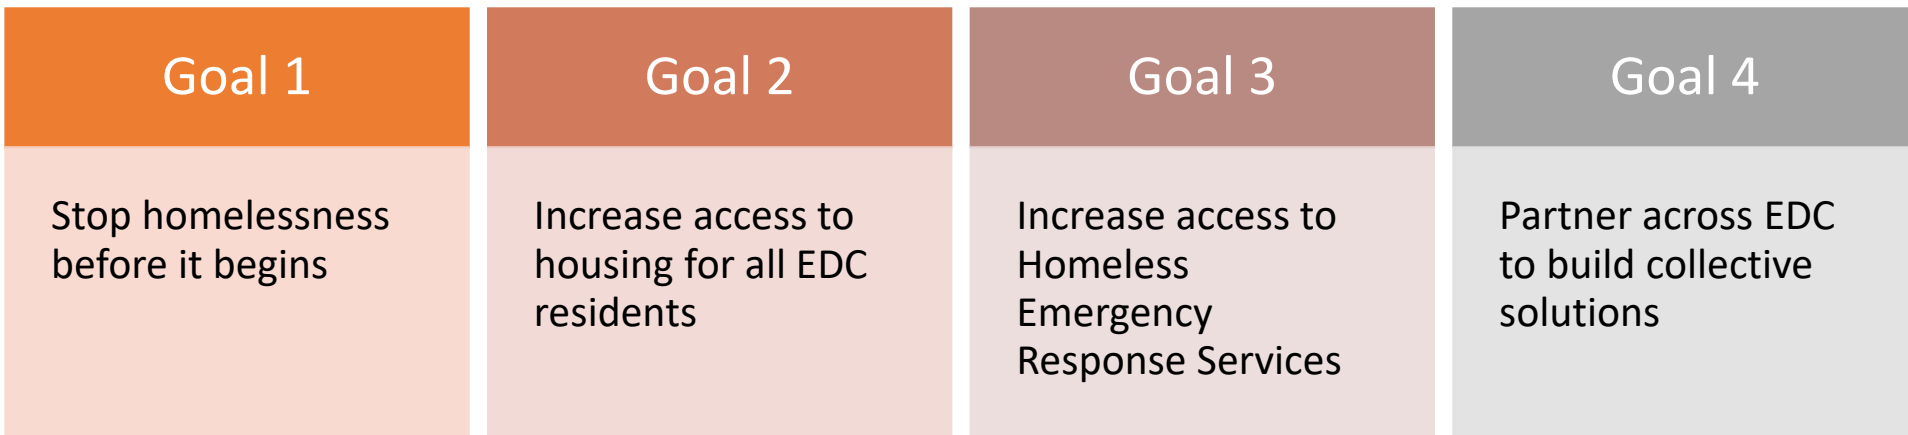 Goal 1
Stop homelessness
before it begins
Goal 2
Increase access to
housing for all EDC
residents
Goal 3
Increase access to
Homeless
Emergency
Response Services
Goal 4
Partner across EDC
to build collective
solutions